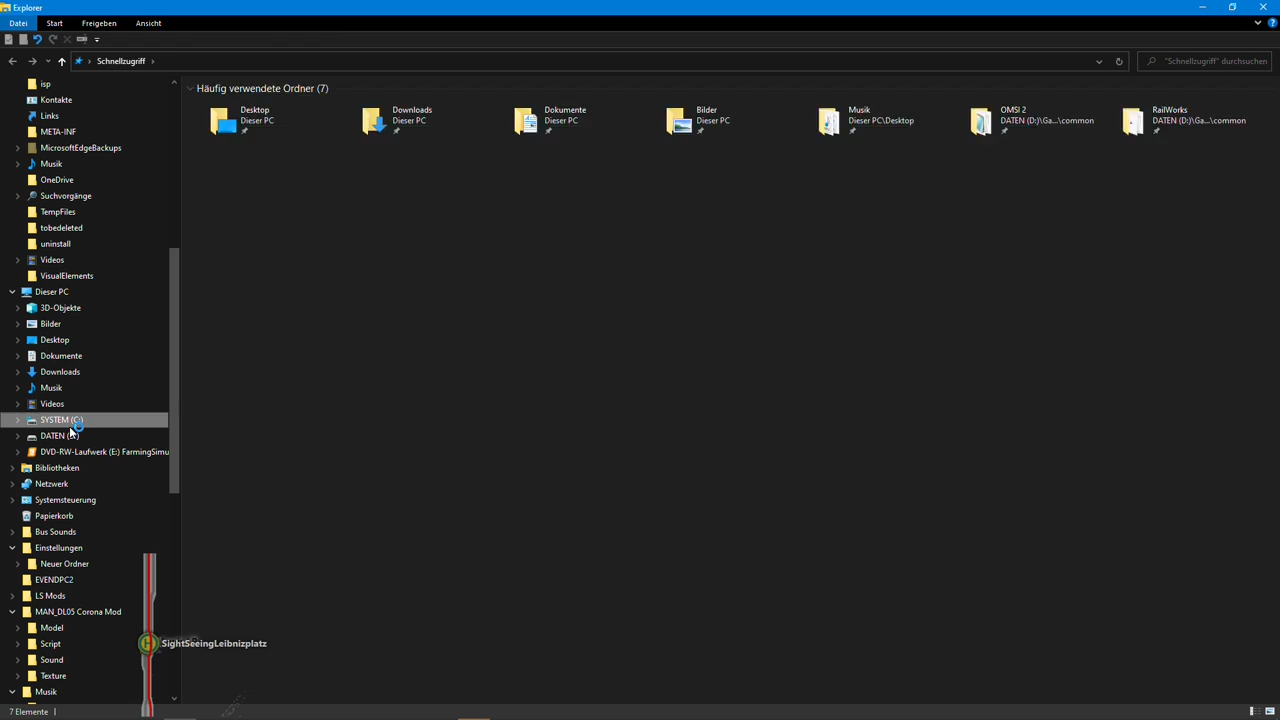 Explorer
Datei Start Freigeben Ansicht
Schnellzugriff
"Schnellzugriff" durchsuchen
isp
Kontakte
Links
META-INF
MicrosoftEdgeBackups
Musik
OneDrive
Suchvorgänge
TempFiles
tobedeleted
uninstall
Videos
VisualElements
Dieser PC
3D-Objekte
Bilder
Desktop
Dokumente
Downloads
Musik
Videos
SYSTEM (C:)
DATEN
DVD-RW-Laufwerk (E:) FarmingSimu
Bibliotheken
Netzwerk
Systemsteuerung
Papierkorb
Bus Sounds
Einstellungen
Neuer Ordner
EVENDPC2
LS Mods
MAN_DL05 Corona Mod
Model
Script
Sound
Texture
Musik
Häufig verwendete Ordner (7)
Desktop
Dieser PC
Downloads
Dieser PC
Dokumente
Dieser PC
Bilder
Dieser PC
Musik
Dieser PC\Desktop
OMSI 2
DATEN (D:)\Ga...\common
RailWorks
DATEN (D:)\Ga...\common
H SightSeeingLeibnizplatz
7 Elemente